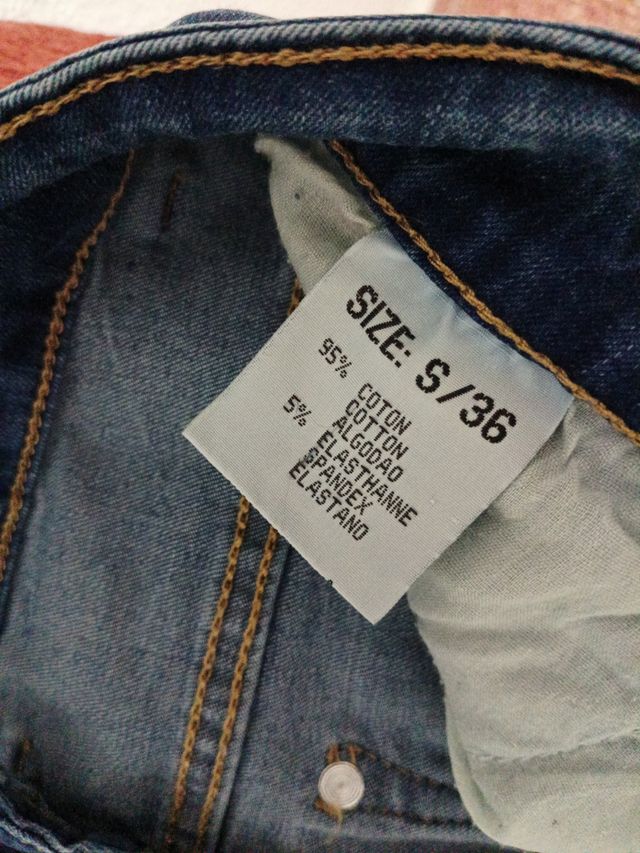 SIZE: S/36
95% COTON
COTTON
ALGODAO
5% ELASTHANNE
SPANDEX
ELASTANO